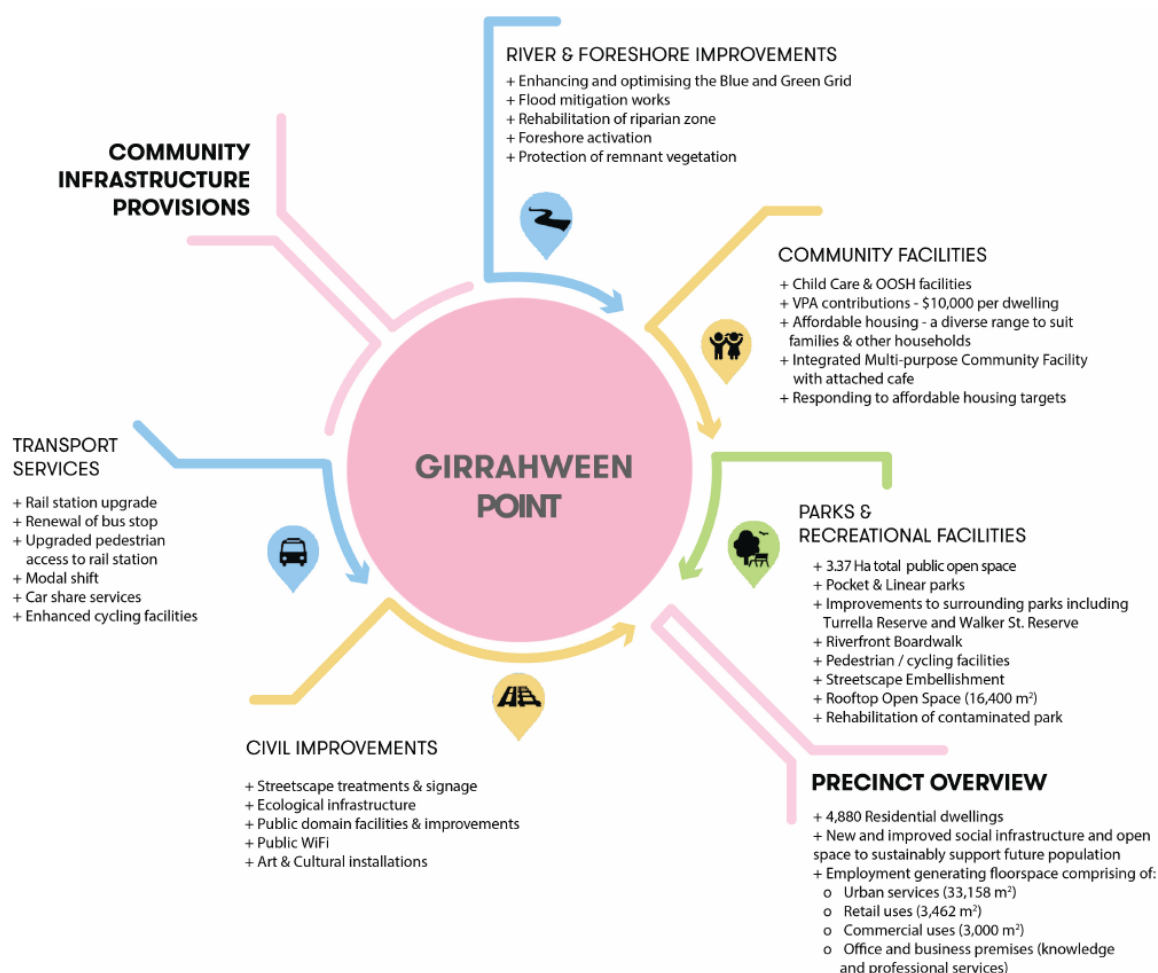 COMMUNITY
INFRASTRUCTURE
PROVISIONS
RIVER & FORESHORE IMPROVEMENTS
+ Enhancing and optimising the Blue and Green Grid
+ Flood mitigation works
+ Rehabilitation of riparian zone
+ Foreshore activation
+ Protection of remnant vegetation
COMMUNITY FACILITIES
+ Child Care & OOSH facilities
+ VPA contributions - $10,000 per dwelling
+ Affordable housing - a diverse range to suit
families & other households
+ Integrated Multi-purpose Community Facility
with attached cafe
+ Responding to affordable housing targets
GIRRAHWEEN
POINT
PARKS &
RECREATIONAL FACILITIES
+ 3.37 Ha total public open space
+ Pocket & Linear parks
+ Improvements to surrounding parks including
Turrella Reserve and Walker St. Reserve
+ Riverfront Boardwalk
+ Pedestrian / cycling facilities
+ Streetscape Embellishment
+ Rooftop Open Space (16,400 m²)
+ Rehabilitation of contaminated park
TRANSPORT
SERVICES
+ Rail station upgrade
+ Renewal of bus stop
+ Upgraded pedestrian
access to rail station
+ Modal shift
+ Car share services
+ Enhanced cycling facilities
CIVIL IMPROVEMENTS
+ Streetscape treatments & signage
+ Ecological infrastructure
+ Public domain facilities & improvements
+ Public WiFi
+ Art & Cultural installations
PRECINCT OVERVIEW
+ 4,880 Residential dwellings
+ New and improved social infrastructure and open
space to sustainably support future population
+ Employment generating floorspace comprising of:
o Urban services (33,158 m²)
o Retail uses (3,462 m²)
o Commercial uses (3,000 m²)
o Office and business premises (knowledge
and professional services)